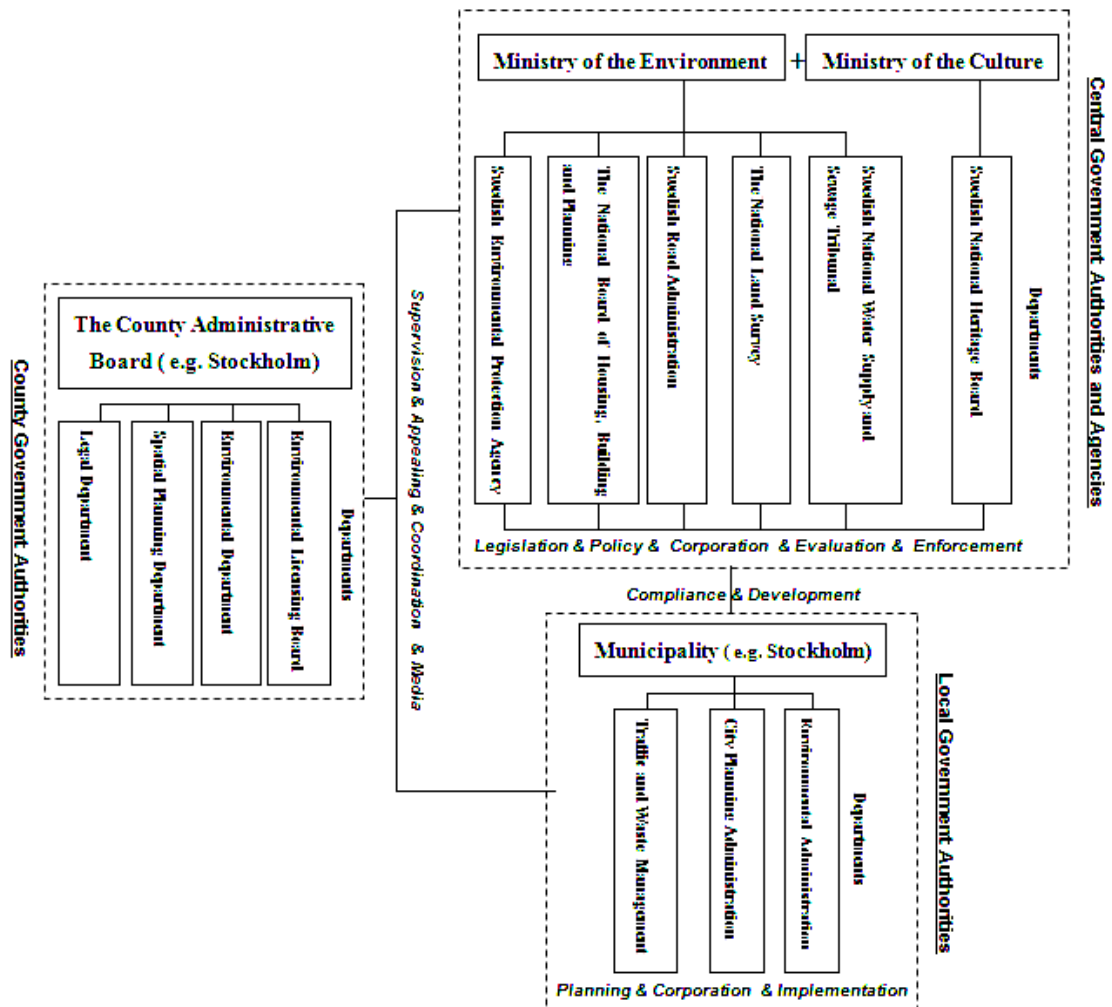 Ministry of the Environment + Ministry of the Culture
Swedish Environmental Protection Agency
The National Board of Housing, Building
and Planning
Swedish Road Administration
The National Land Survey
Swedish National Water Supply and
Sewage Tribunal
Swedish National Heritage Board
Departments
Central Government Authorities and Agencies
Legislation & Policy & Corporation & Evaluation & Enforcement
Supervision & Appealing & Coordination & Media
The County Administrative
Board ( e.g. Stockholm)
Legal Department
Spatial Planning Department
Environmental Department
Environmental Licensing Board
Departments
County Government Authorities
Compliance & Development
Municipality ( e.g. Stockholm)
Traffic and Waste Management
City Planning Administration
Environmental Administration
Departments
Local Government Authorities
Planning & Corporation & Implementation